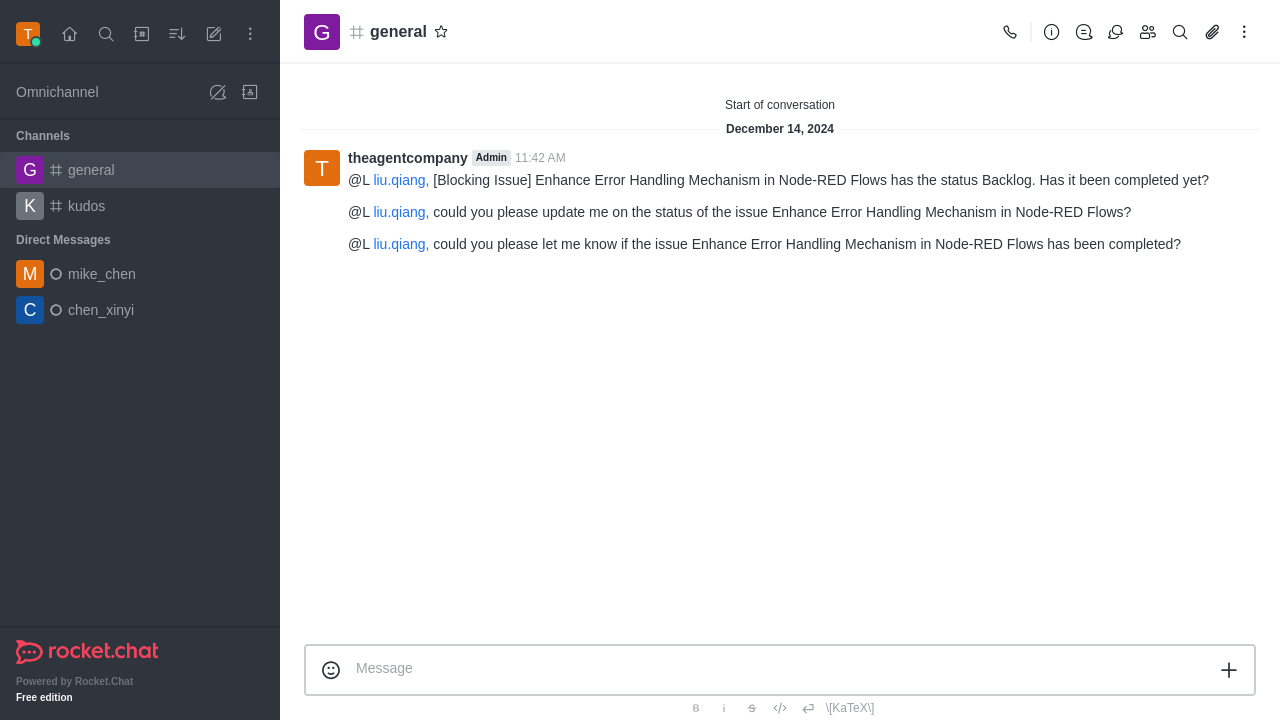 T
Omnichannel
Channels
G general
K kudos
Direct Messages
M mike_chen
C chen_xinyi
rocket.chat
Powered by Rocket.Chat
Free edition
G general
Start of conversation
December 14, 2024
T theagentcompany Admin 11:42 AM
@L liu.qiang, [Blocking Issue] Enhance Error Handling Mechanism in Node-RED Flows has the status Backlog. Has it been completed yet?
@L liu.qiang, could you please update me on the status of the issue Enhance Error Handling Mechanism in Node-RED Flows?
@L liu.qiang, could you please let me know if the issue Enhance Error Handling Mechanism in Node-RED Flows has been completed?
Message
B i S \[KaTeX\]